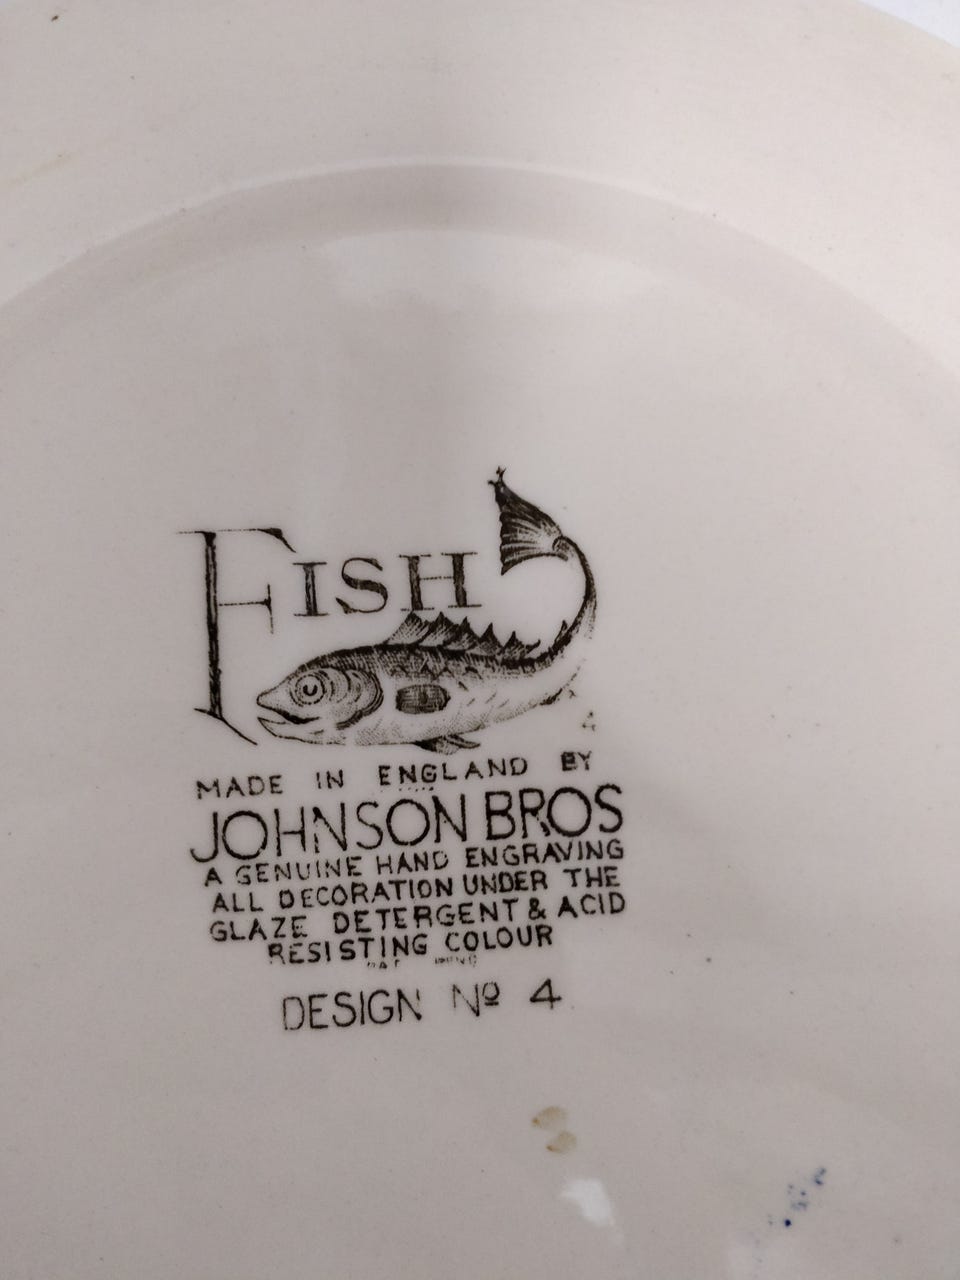 FISH
4
MADE IN ENGLAND BY
JOHNSON BROS
A GENUINE HAND ENGRAVING
ALL DECORATION UNDER THE
GLAZE DETERGENT & ACID
RESISTING COLOUR
DESIGN Nº 4